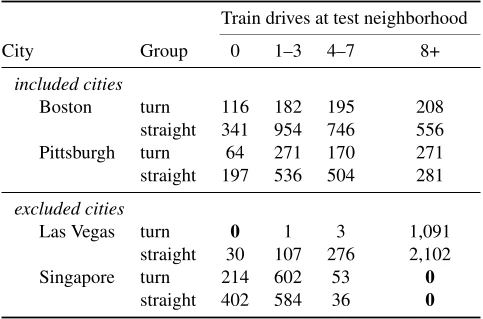 Train drives at test neighborhood
City Group 0 1–3 4–7 8+
included cities
Boston turn 116 182 195 208
straight 341 954 746 556
Pittsburgh turn 64 271 170 271
straight 197 536 504 281
excluded cities
Las Vegas turn 0 1 3 1,091
straight 30 107 276 2,102
Singapore turn 214 602 53 0
straight 402 584 36 0